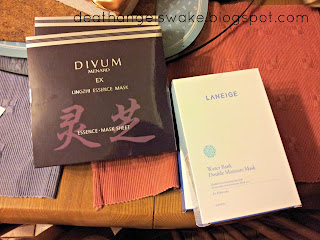 deathangelswake.blogspot.com
DIVUM
MENARD
EX
LINGZHI ESSENCE MASK
灵芝
ESSENCE·MASK SHEET
LANEIGE
Water Bank
Double Moisture Mask